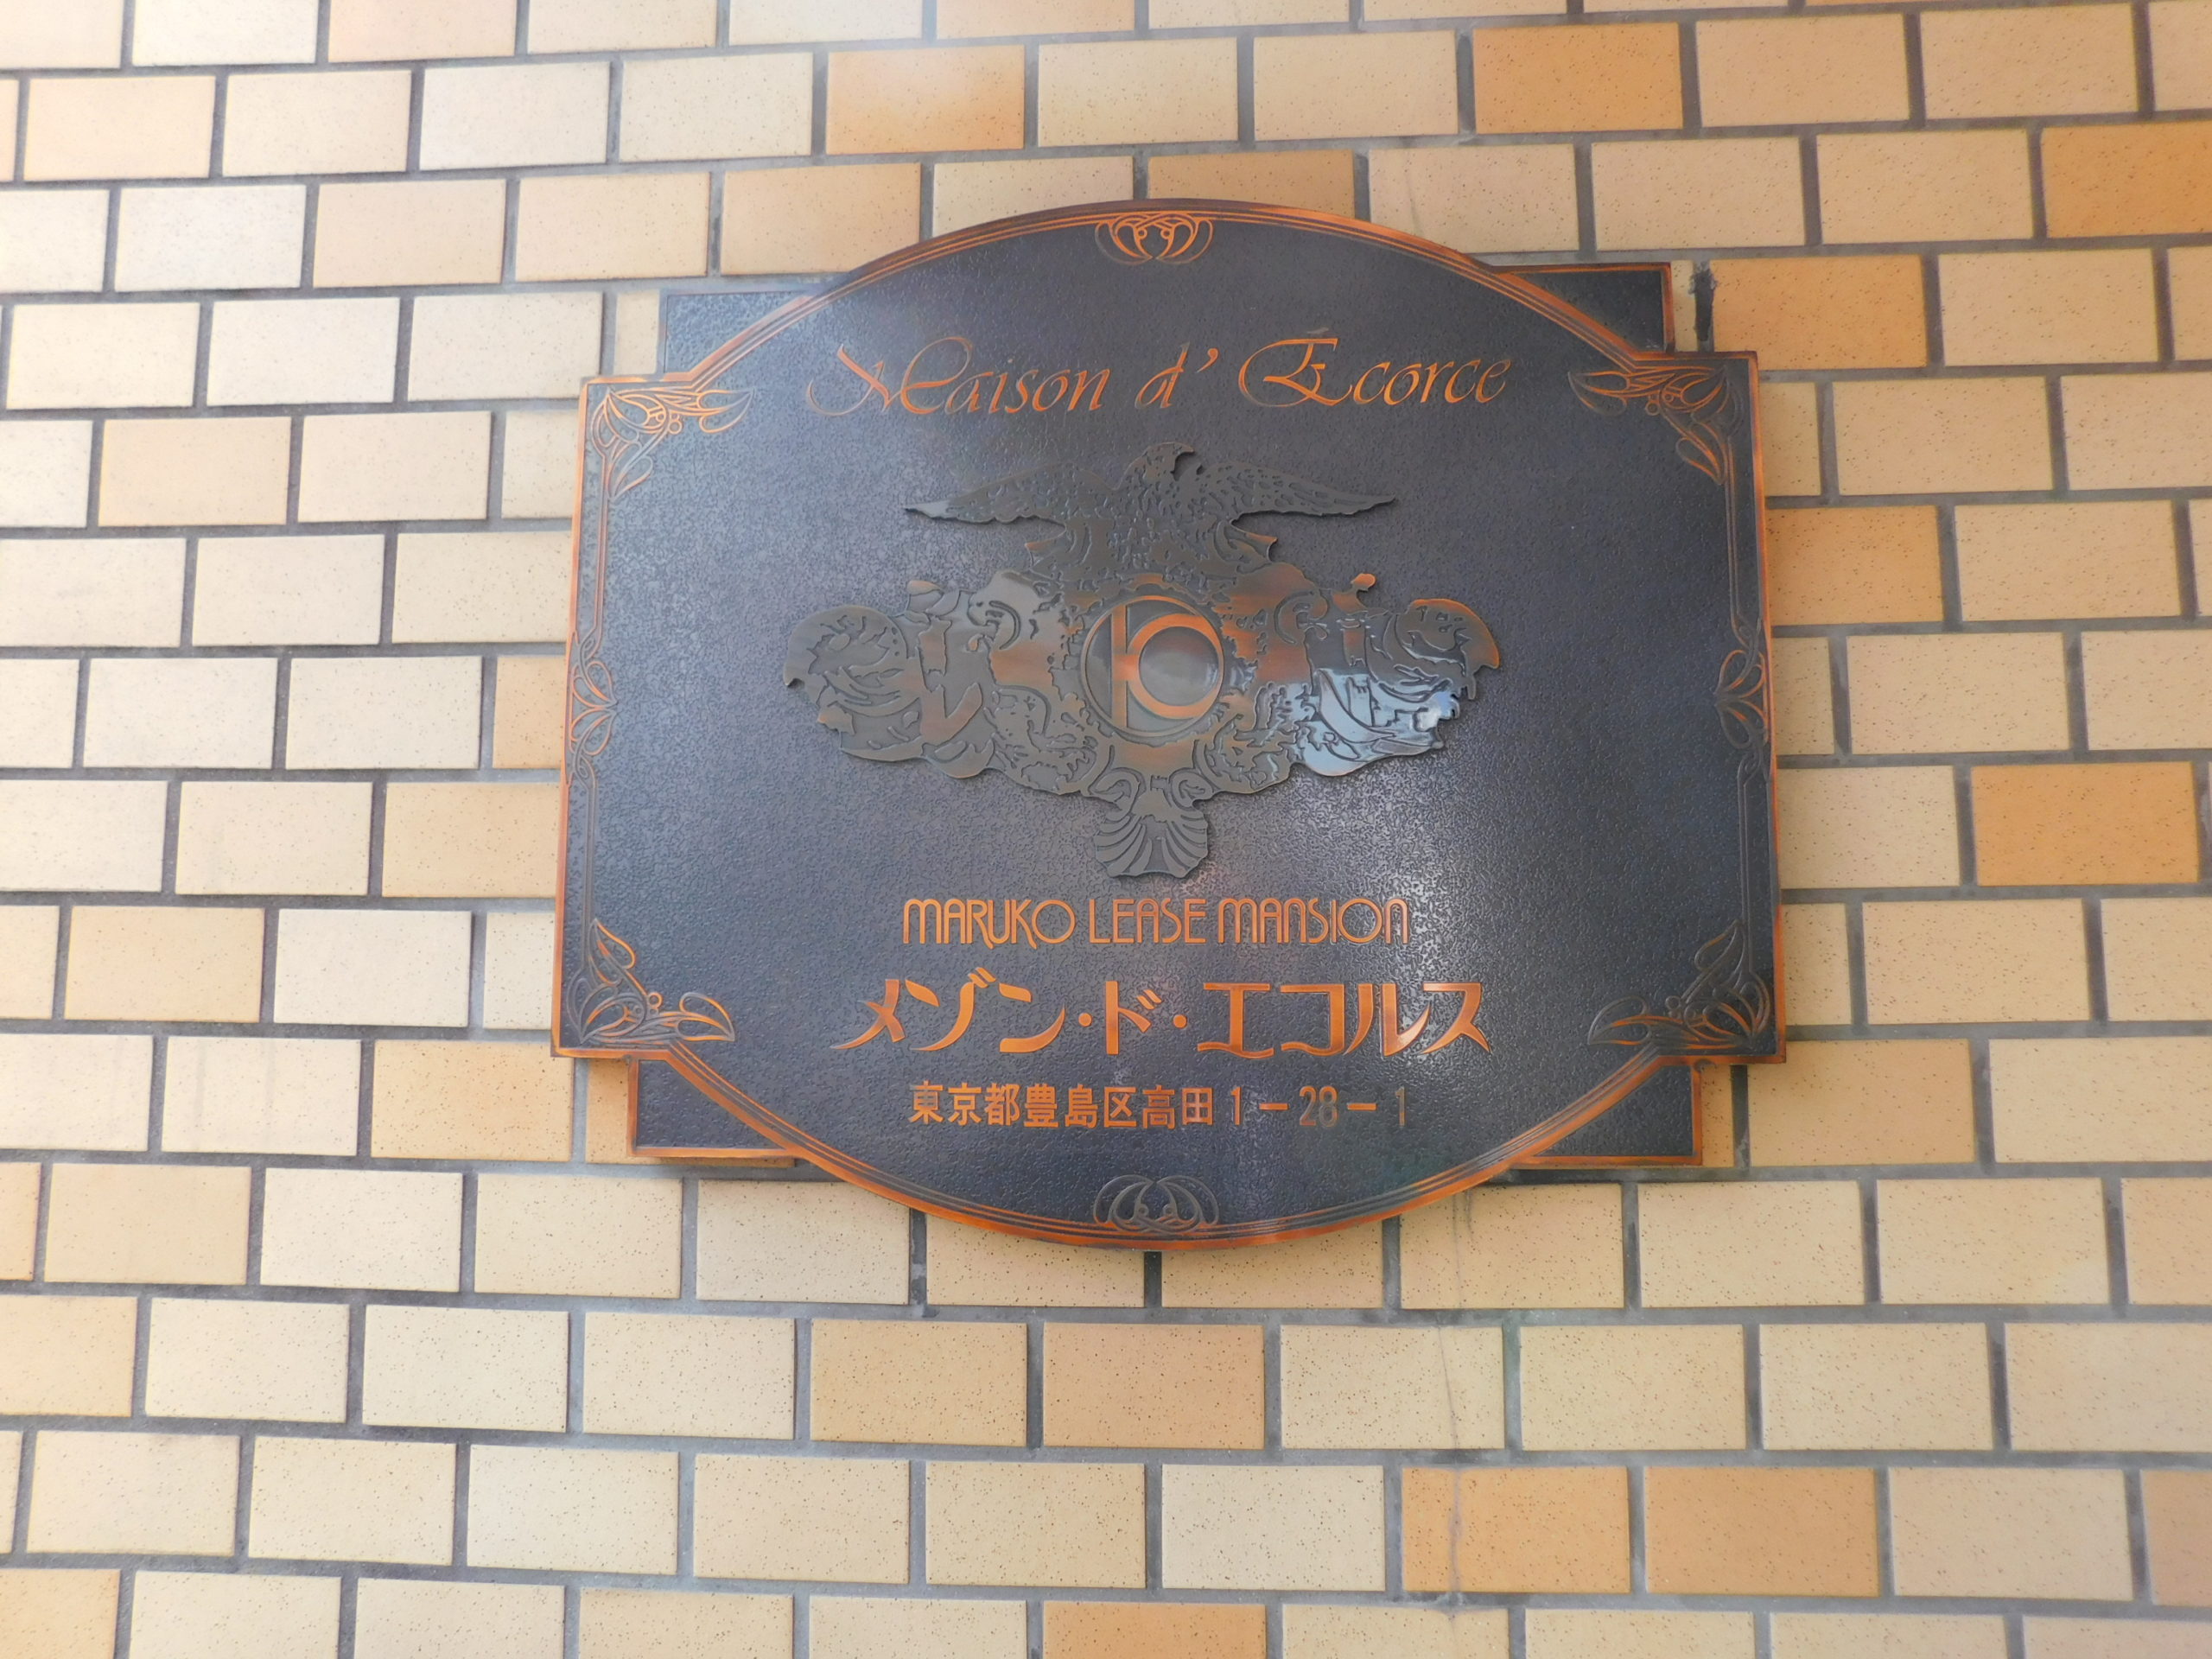 Maison d' Écorce
MARUKO LEASE MANSION
メゾン・ド・エコルス
東京都豊島区高田1-28-1